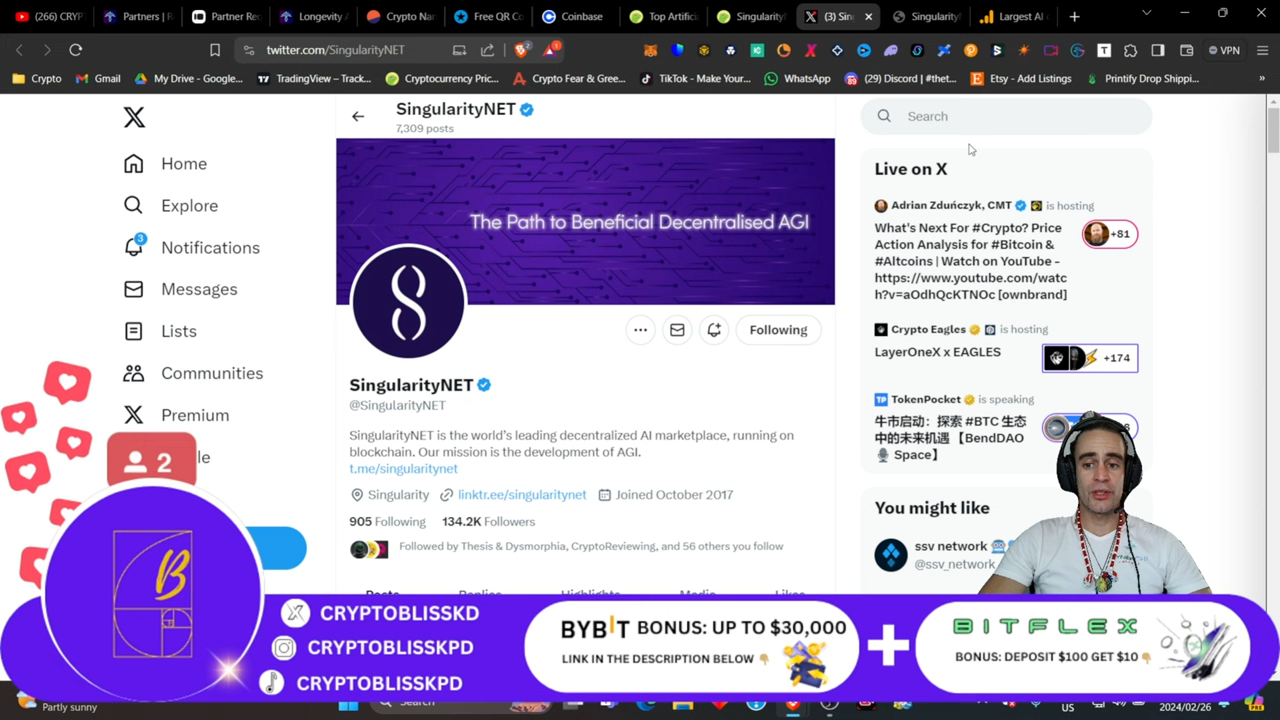 (266) CRYP
Partners | R
Partner Rec
Longevity A
Crypto Nar
Free QR Co
Coinbase
Top Artific
Singularity
(3) Sin
Singularity
Largest AI
twitter.com/SingularityNET
VPN
Crypto
Gmail
My Drive - Google...
TradingView – Track...
Cryptocurrency Pric...
Crypto Fear & Gree...
TikTok - Make Your...
WhatsApp
(29) Discord | #thet...
Etsy - Add Listings
Printify Drop Shippi...
SingularityNET
7,309 posts
Search
Home
Explore
3
Notifications
Messages
Lists
Communities
Premium
The Path to Beneficial Decentralised AGI
Following
SingularityNET
@SingularityNET
SingularityNET is the world's leading decentralized AI marketplace, running on
blockchain. Our mission is the development of AGI.
t.me/singularitynet
Singularity
linktr.ee/singularitynet
Joined October 2017
905 Following
134.2K Followers
Followed by Thesis & Dysmorphia, CryptoReviewing, and 56 others you follow
Live on X
Adrian Zduńczyk, CMT is hosting
What's Next For #Crypto? Price
Action Analysis for #Bitcoin &
#Altcoins | Watch on YouTube -
https://www.youtube.com/watc
h?v=aOdhQcKTNOc [ownbrand]
+81
Crypto Eagles is hosting
LayerOneX x EAGLES
+174
TokenPocket is speaking
牛市启动：探索 #BTC 生态
中的未来机遇【BendDAO
Space】
You might like
ssv network
@ssv_network
2
B
CRYPTOBLISSKD
CRYPTOBLISSKPD
CRYPTOBLISSKPD
BYBIT BONUS: UP TO $30,000
LINK IN THE DESCRIPTION BELOW
BITFLEX
BONUS: DEPOSIT $100 GET $10
Partly sunny
Search
US
2024/02/26